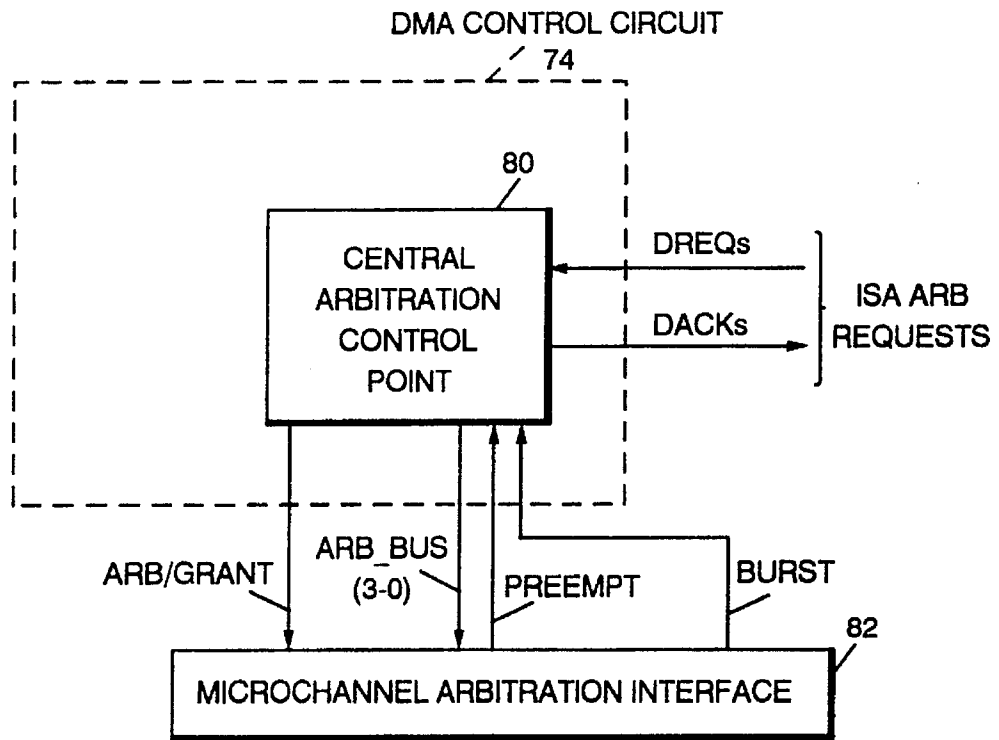 DMA CONTROL CIRCUIT
74
80
CENTRAL
ARBITRATION
CONTROL
POINT
DREQs
DACKs
ISA ARB
REQUESTS
ARB/GRANT
ARB_BUS
(3-0)
PREEMPT
BURST
82
MICROCHANNEL ARBITRATION INTERFACE